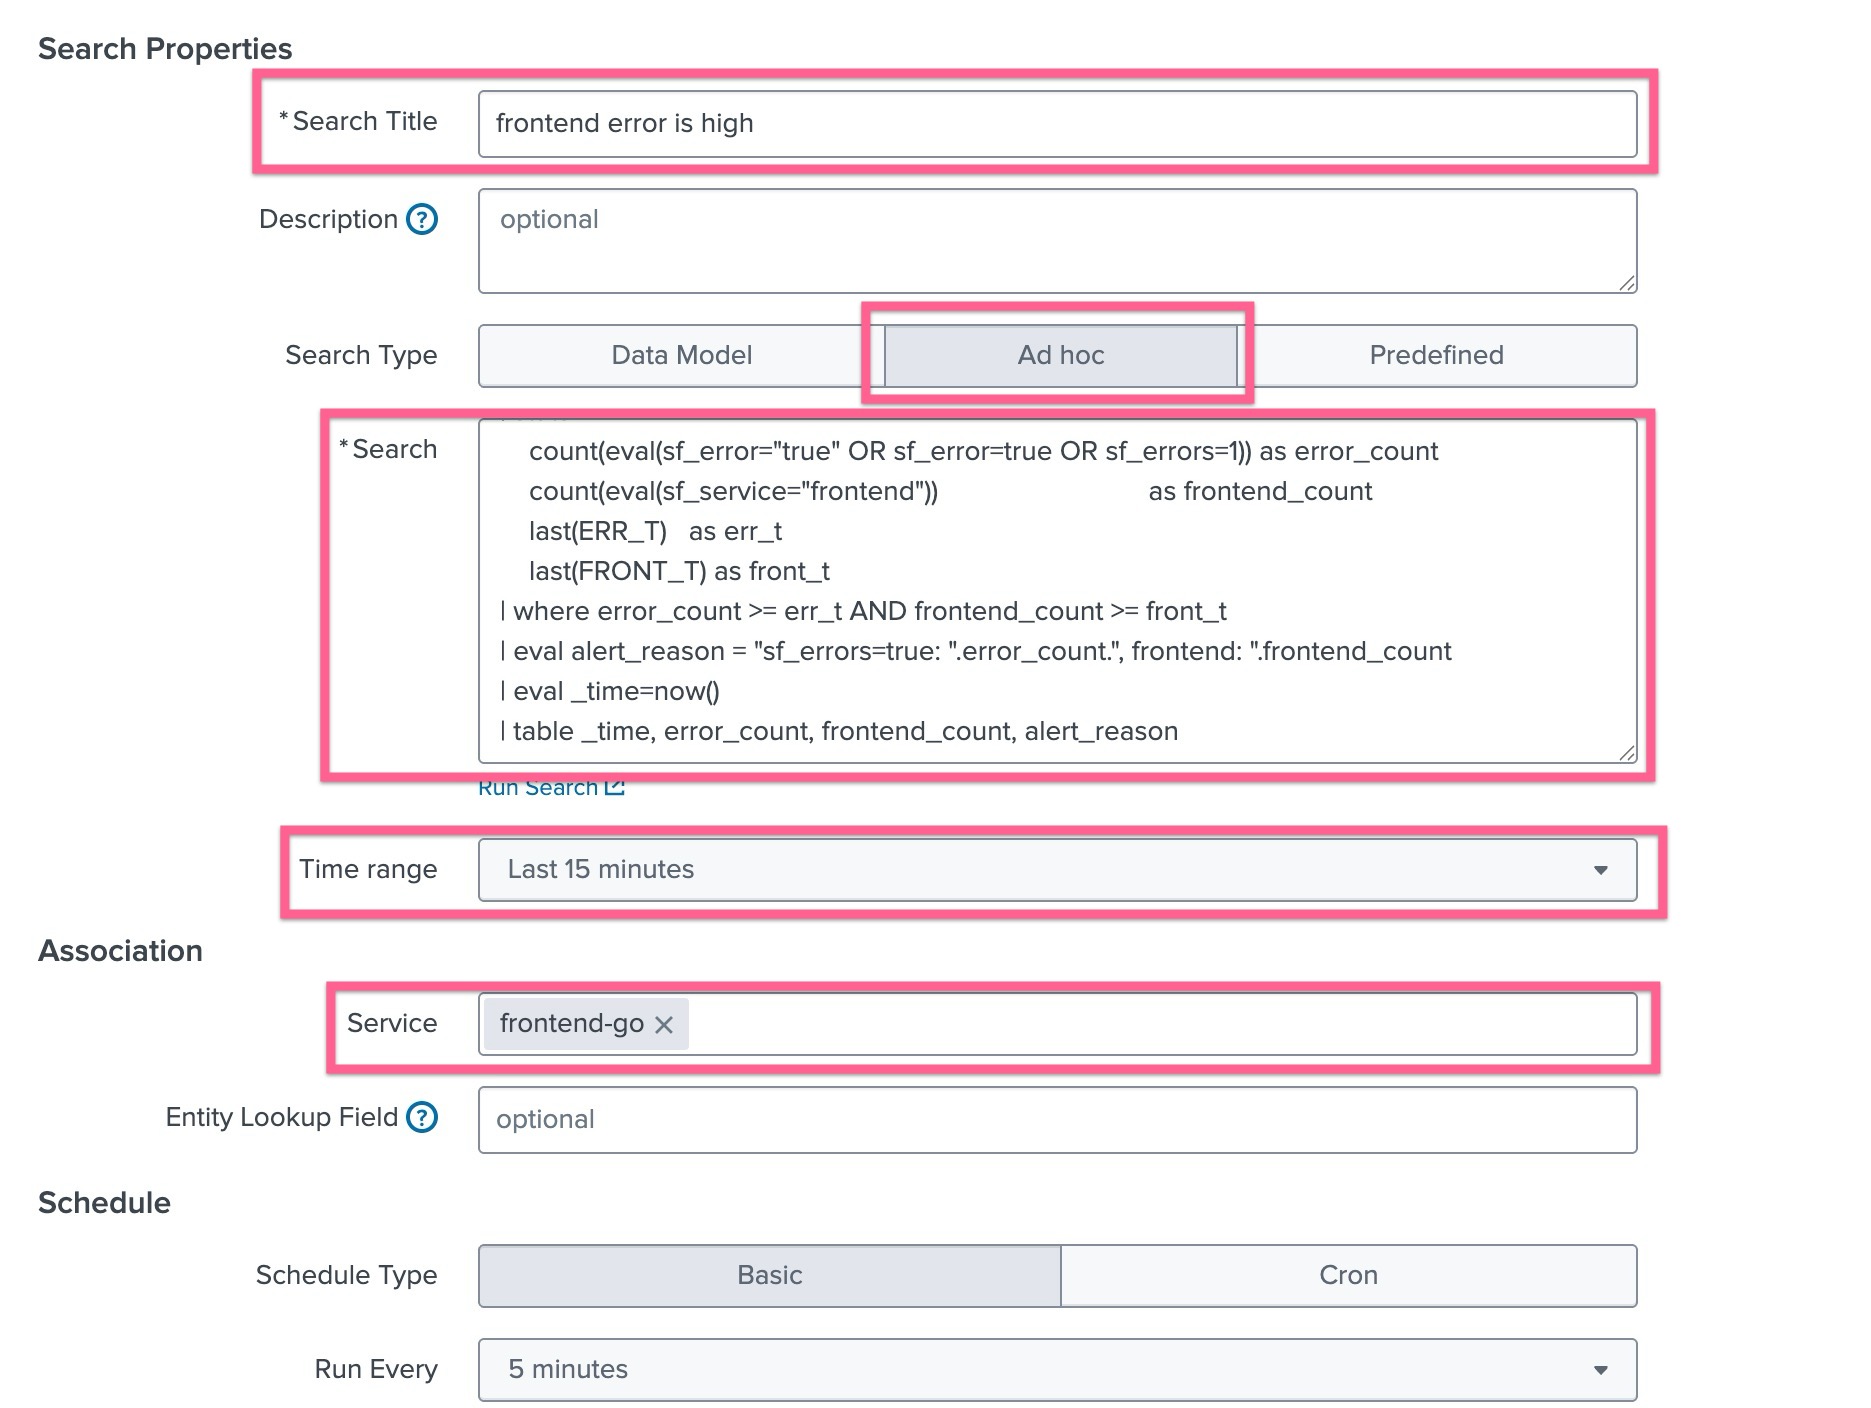 Search Properties
*Search Title
frontend error is high
Description ?
optional
Search Type
Data Model
Ad hoc
Predefined
*Search
count(eval(sf_error="true" OR sf_error=true OR sf_errors=1)) as error_count
count(eval(sf_service="frontend")) as frontend_count
last(ERR_T) as err_t
last(FRONT_T) as front_t
| where error_count >= err_t AND frontend_count >= front_t
| eval alert_reason = "sf_errors=true: ".error_count.", frontend: ".frontend_count
| eval _time=now()
| table _time, error_count, frontend_count, alert_reason
Run Search
Time range
Last 15 minutes
Association
Service
frontend-go
Entity Lookup Field ?
optional
Schedule
Schedule Type
Basic
Cron
Run Every
5 minutes